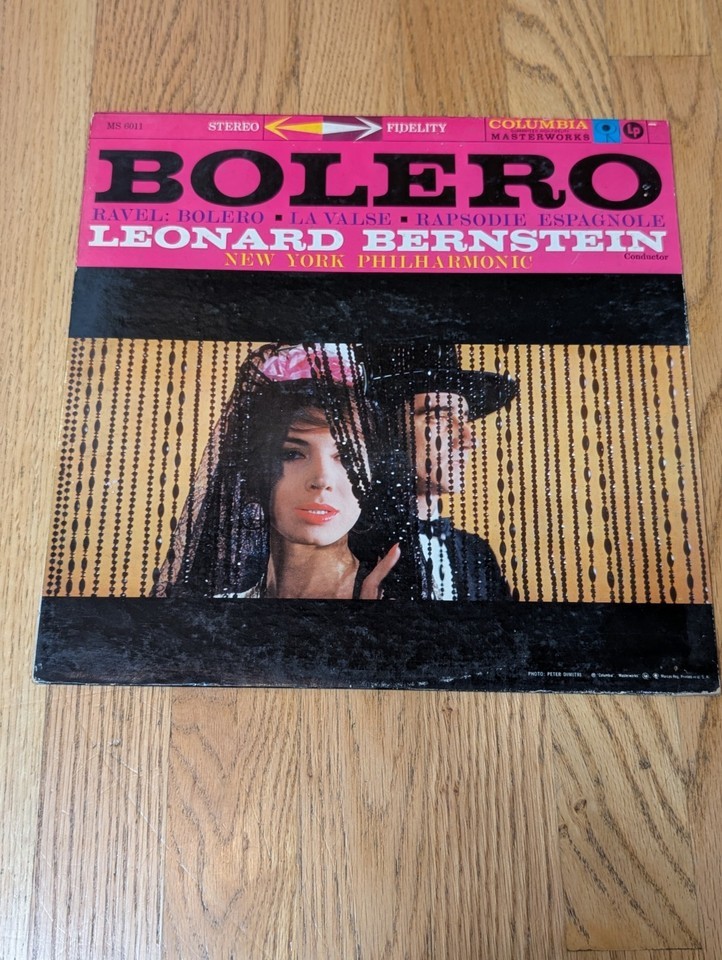 MS 6011 STEREO FIDELITY COLUMBIA
MASTERWORKS LP
BOLERO
RAVEL: BOLERO ▪ LA VALSE ▪ RAPSODIE ESPAGNOLE
LEONARD BERNSTEIN
Conductor
NEW YORK PHILHARMONIC
PHOTO: PETER DIMITRI